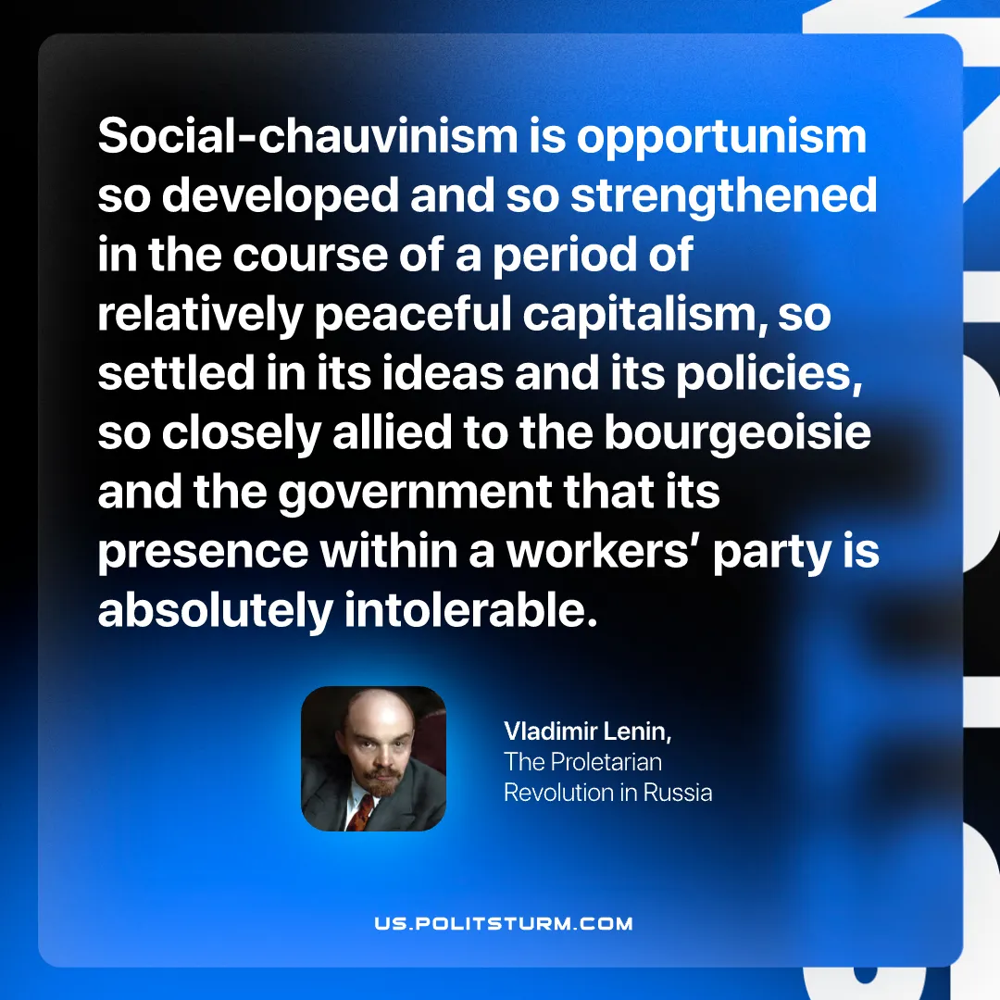 Social-chauvinism is opportunism
so developed and so strengthened
in the course of a period of
relatively peaceful capitalism, so
settled in its ideas and its policies,
so closely allied to the bourgeoisie
and the government that its
presence within a workers’ party is
absolutely intolerable.
Vladimir Lenin,
The Proletarian
Revolution in Russia
US.POLITSTURM.COM